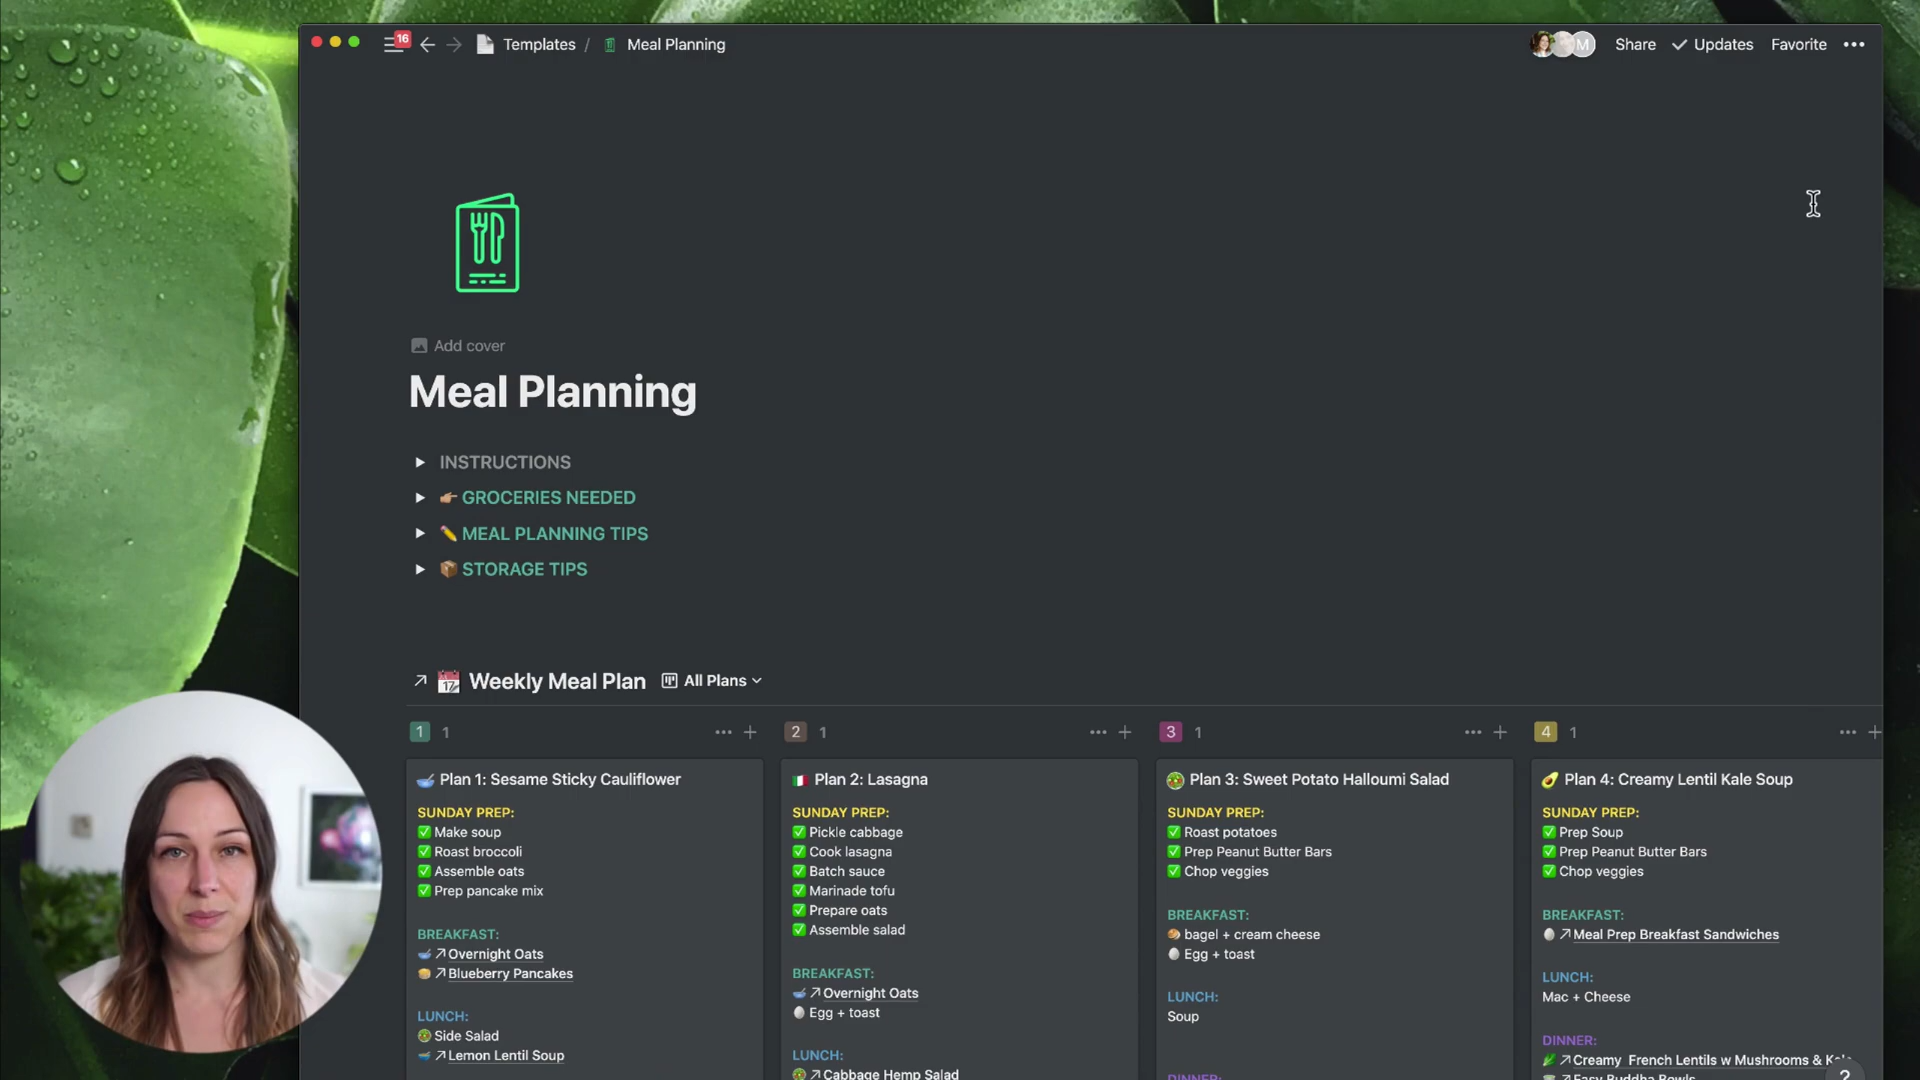 16
Templates / Meal Planning
M
Share
Updates
Favorite
Add cover
Meal Planning
INSTRUCTIONS
GROCERIES NEEDED
MEAL PLANNING TIPS
STORAGE TIPS
17
Weekly Meal Plan
All Plans
1 1
2 1
3 1
4 1
Plan 1: Sesame Sticky Cauliflower
SUNDAY PREP:
Make soup
Roast broccoli
Assemble oats
Prep pancake mix
BREAKFAST:
Overnight Oats
Blueberry Pancakes
LUNCH:
Side Salad
Lemon Lentil Soup
Plan 2: Lasagna
SUNDAY PREP:
Pickle cabbage
Cook lasagna
Batch sauce
Marinade tofu
Prepare oats
Assemble salad
BREAKFAST:
Overnight Oats
Egg + toast
LUNCH:
Cabbage Hemp Salad
Plan 3: Sweet Potato Halloumi Salad
SUNDAY PREP:
Roast potatoes
Prep Peanut Butter Bars
Chop veggies
BREAKFAST:
bagel + cream cheese
Egg + toast
LUNCH:
Soup
DINNER:
Plan 4: Creamy Lentil Kale Soup
SUNDAY PREP:
Prep Soup
Prep Peanut Butter Bars
Chop veggies
BREAKFAST:
Meal Prep Breakfast Sandwiches
LUNCH:
Mac + Cheese
DINNER:
Creamy French Lentils w Mushrooms & Kale
Easy Buddha Bowls
?